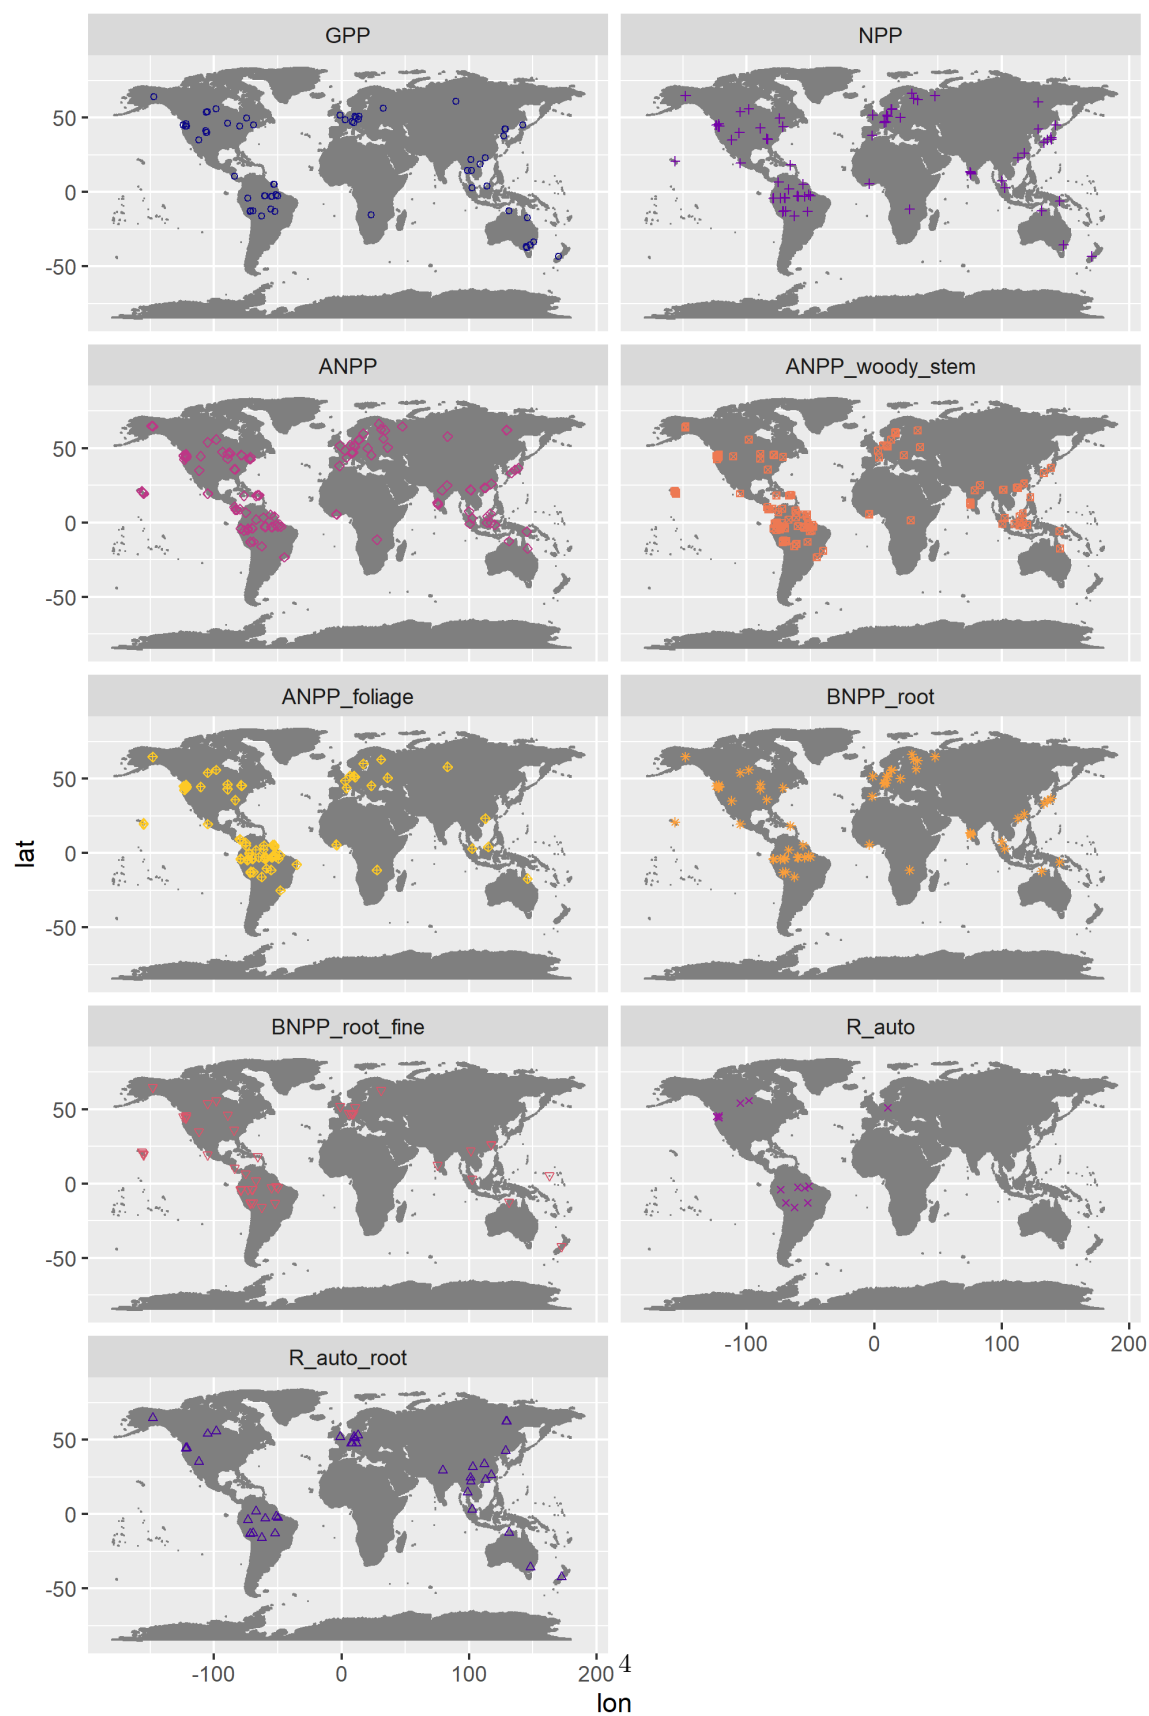 GPP
NPP
50
0
-50
ANPP
ANPP_woody_stem
50
0
-50
ANPP_foliage
BNPP_root
50
0
-50
lat
BNPP_root_fine
R_auto
50
0
-50
-100 0 100 200
R_auto_root
50
0
-50
-100 0 100 200
4
lon